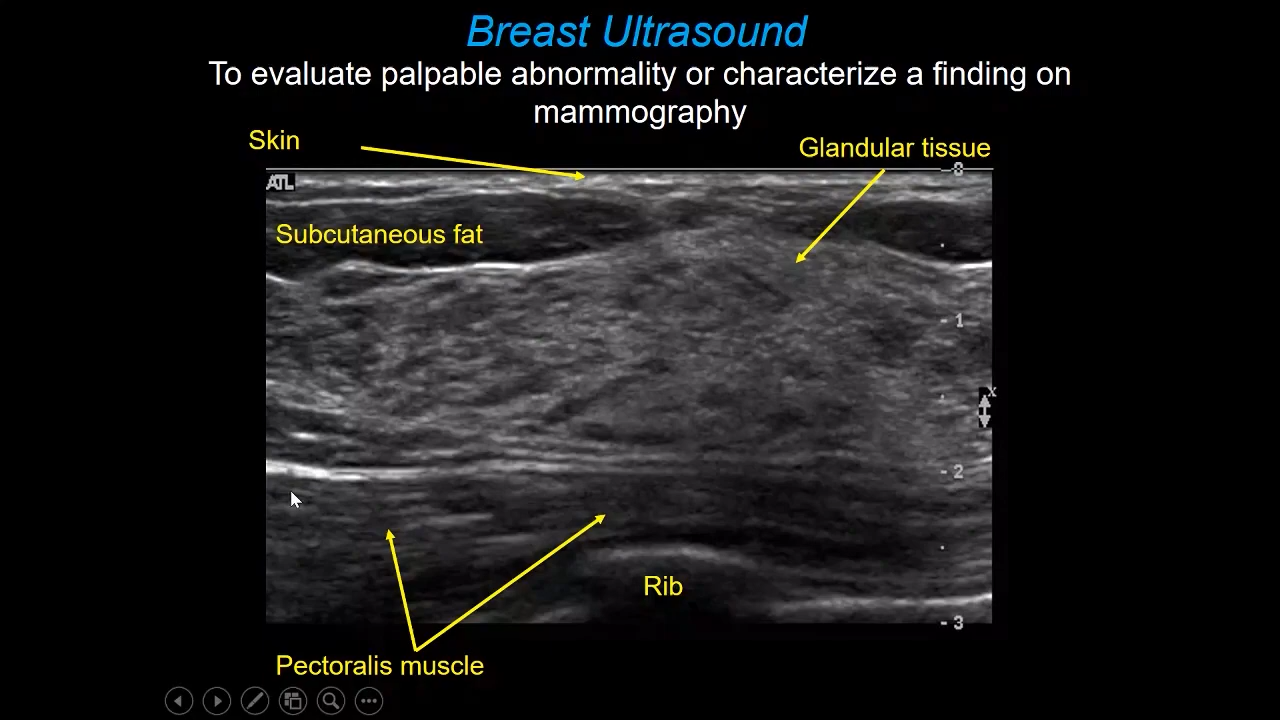 Breast Ultrasound
To evaluate palpable abnormality or characterize a finding on
mammography
Skin
Glandular tissue
ATL
0
Subcutaneous fat
1
x
2
Rib
3
Pectoralis muscle